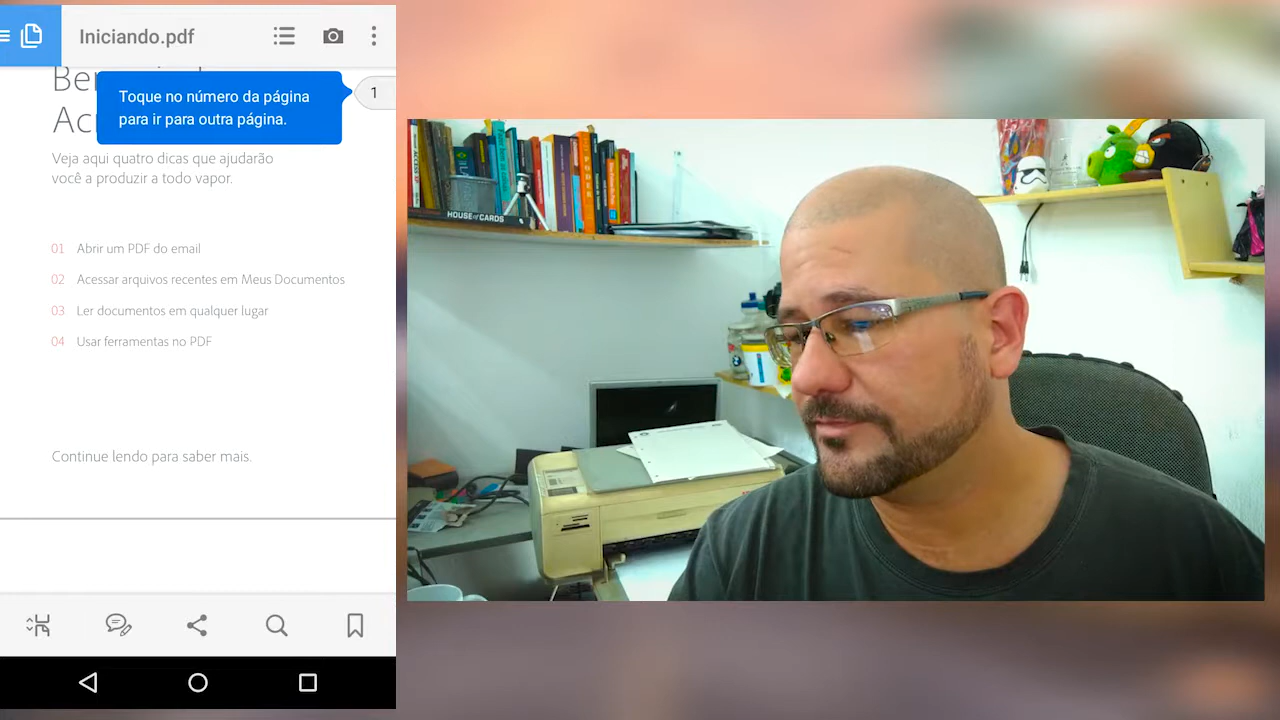 Iniciando.pdf
Toque no número da página
para ir para outra página.
1
Veja aqui quatro dicas que ajudarão
você a produzir a todo vapor.
01 Abrir um PDF do email
02 Acessar arquivos recentes em Meus Documentos
03 Ler documentos em qualquer lugar
04 Usar ferramentas no PDF
Continue lendo para saber mais.
HOUSE of CARDS